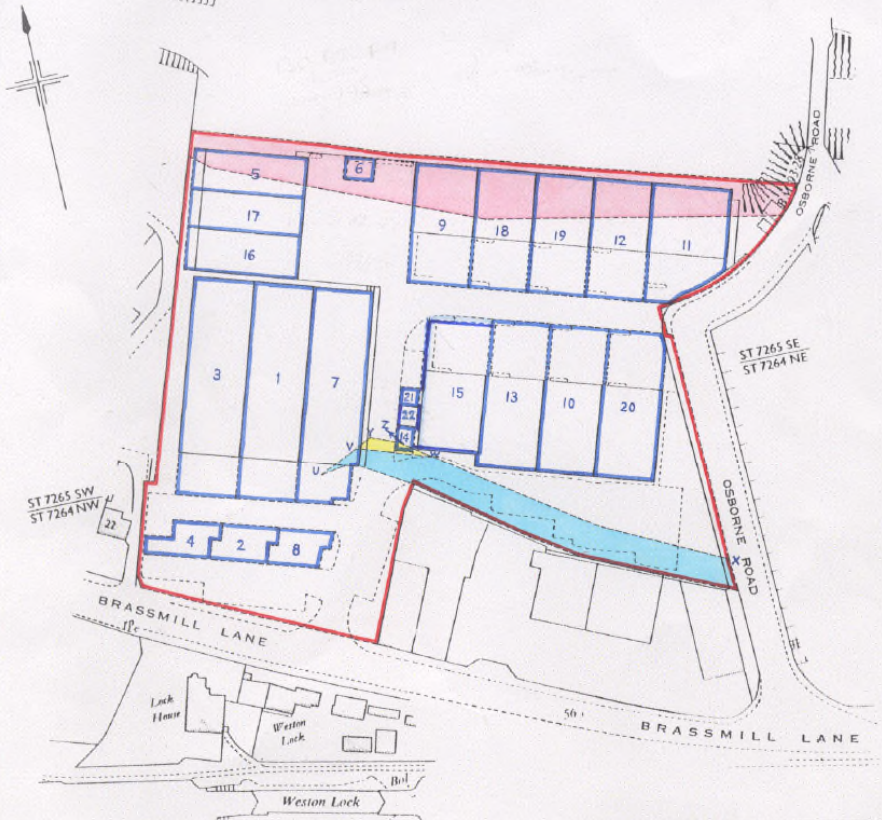 OSBORNE ROAD
5
6
17
16
9
18
19
12
11
3
1
7
21
22
14
Z
Y
V
U
W
15
13
10
20
X
ST 7265 SE
ST 7264 NE
ST 7265 SW
ST 7264 NW
22
4
2
8
OSBORNE ROAD
BRASSMILL LANE
Lock
House
Weston
Lock
BRASSMILL LANE
Weston Lock